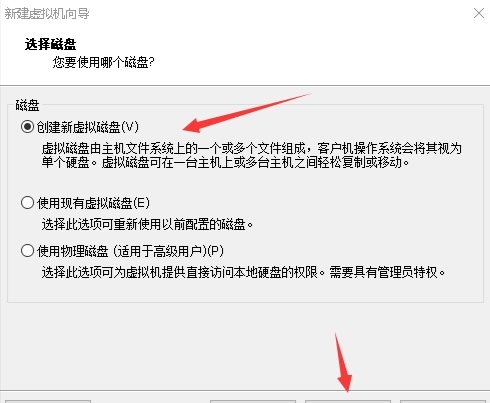 新建虚拟机向导
选择磁盘
您要使用哪个磁盘?
磁盘
创建新虚拟磁盘(V)
虚拟磁盘由主机文件系统上的一个或多个文件组成，客户机操作系统会将其视为
单个硬盘。虚拟磁盘可在一台主机上或多台主机之间轻松复制或移动。
使用现有虚拟磁盘(E)
选择此选项可重新使用以前配置的磁盘。
使用物理磁盘 (适用于高级用户)(P)
选择此选项可为虚拟机提供直接访问本地硬盘的权限。需要具有管理员特权。